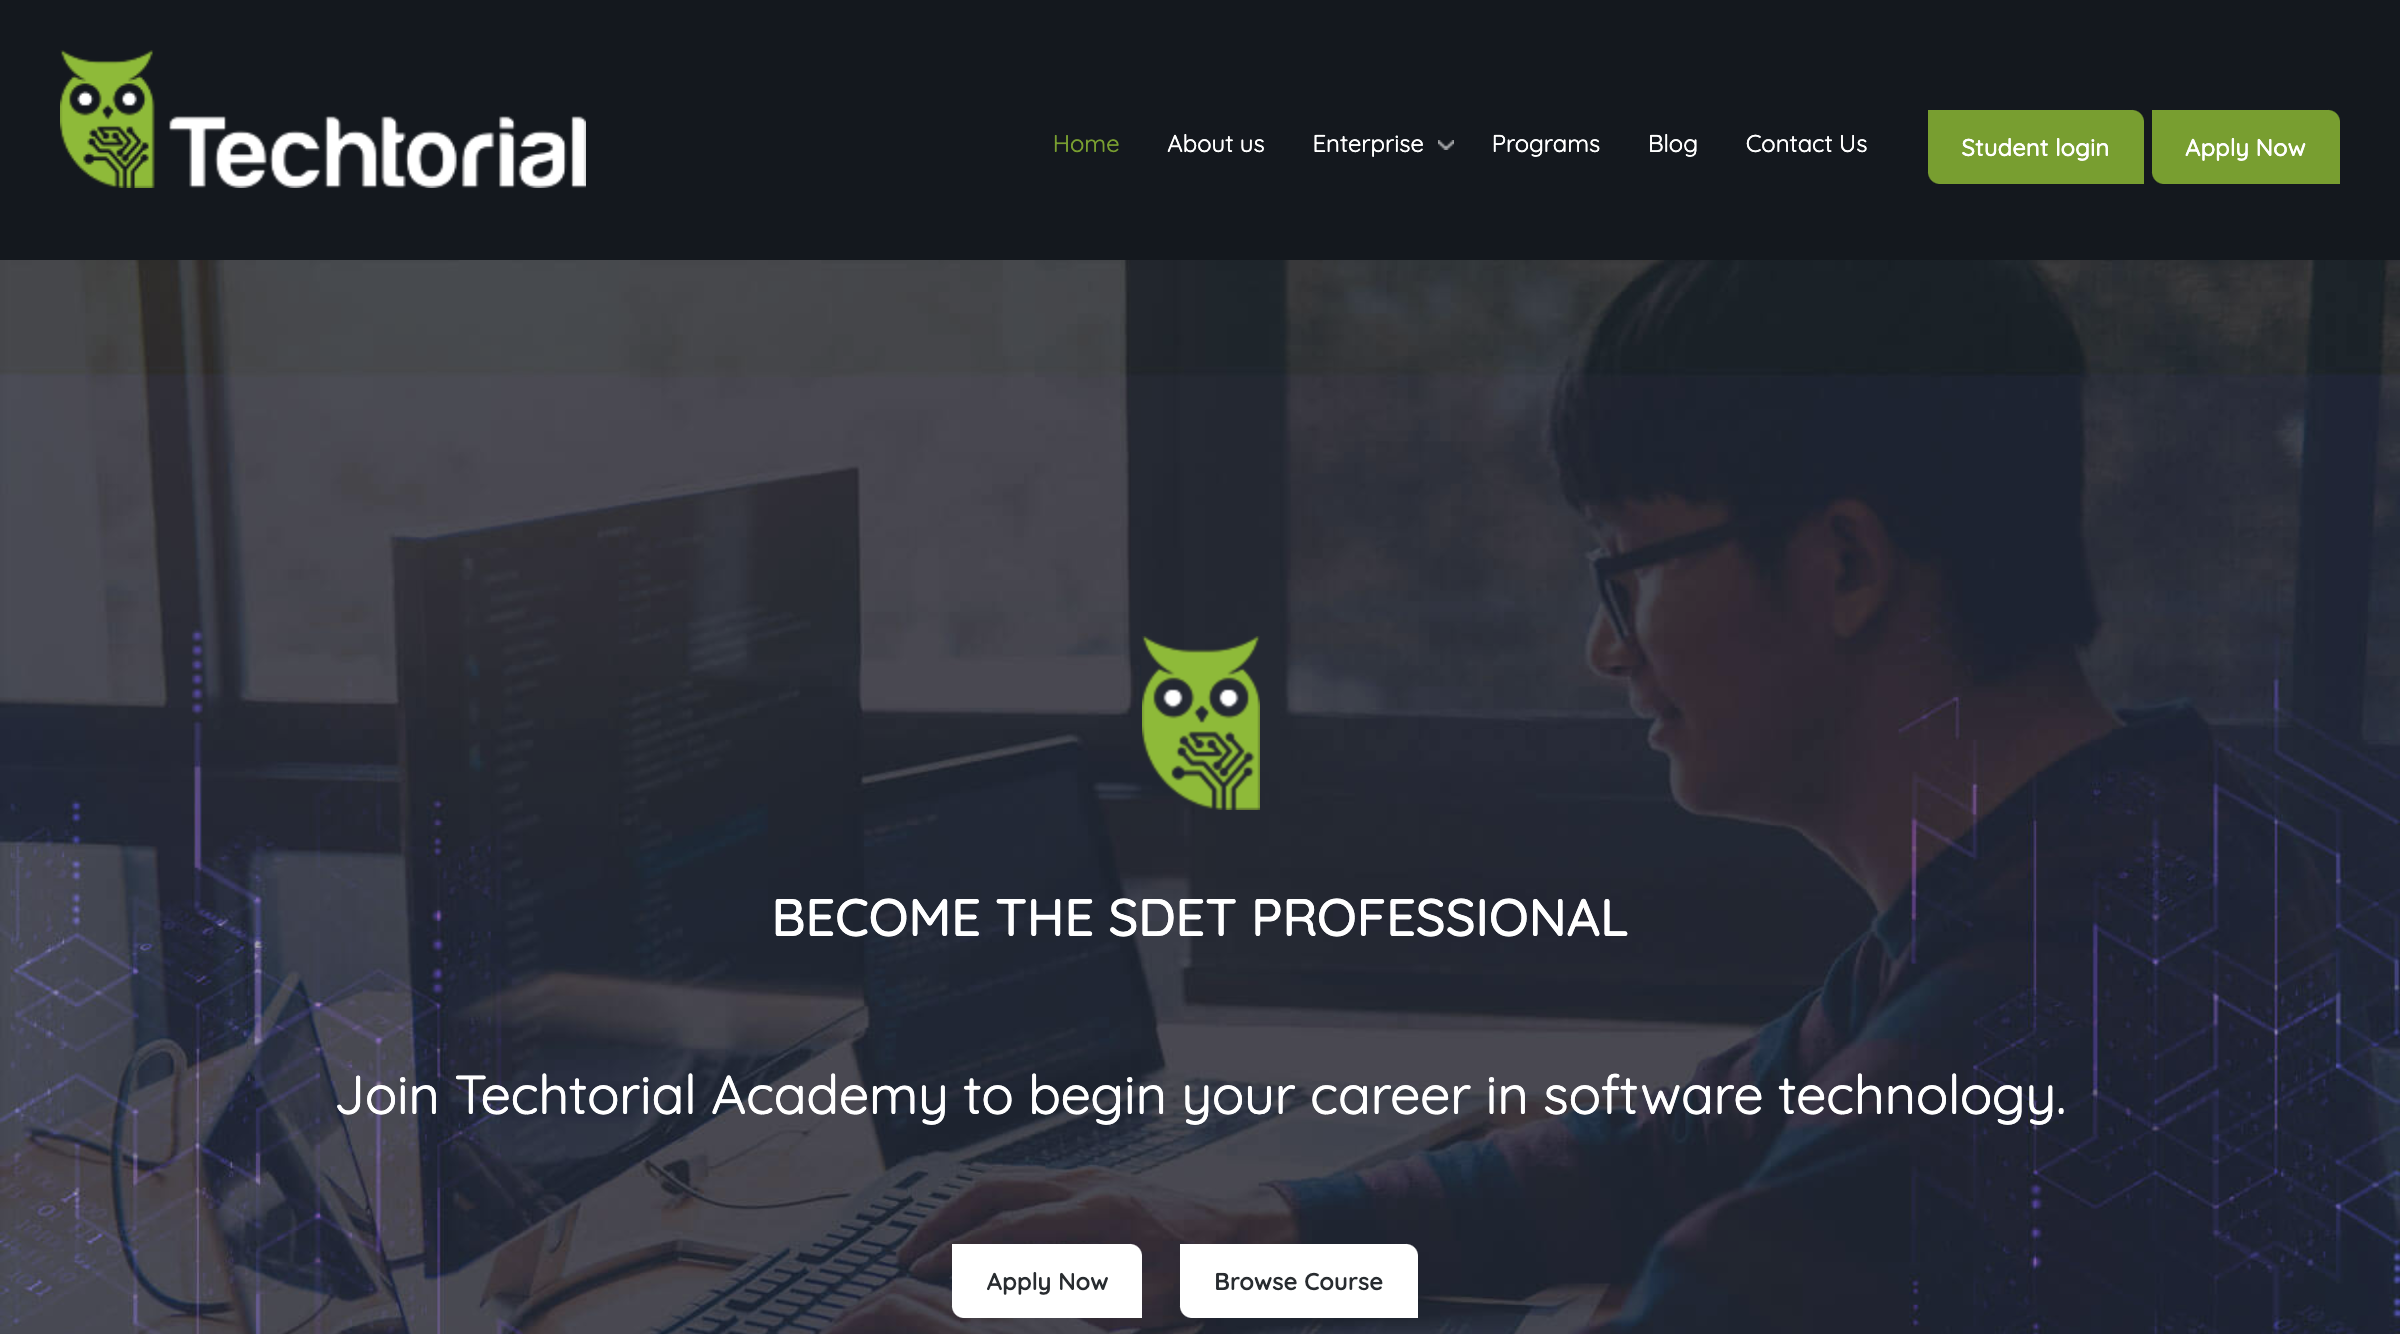 Techtorial
Home About us Enterprise Programs Blog Contact Us Student login Apply Now
BECOME THE SDET PROFESSIONAL
Join Techtorial Academy to begin your career in software technology.
Apply Now Browse Course